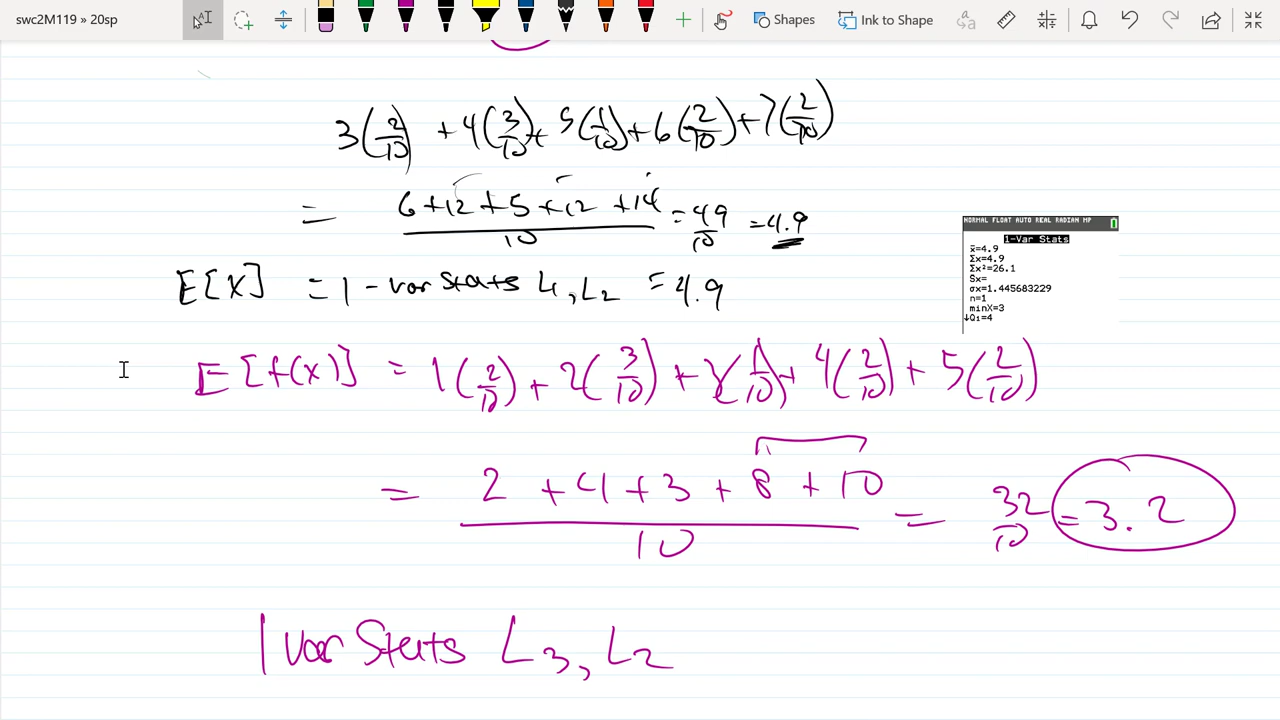 swc2M119 » 20sp
Shapes
Ink to Shape
3(2/10) + 4(3/10) + 5(1/10) + 6(2/10) + 7(2/10)
= 6+12+5+12+14/10 = 49/10 = 4.9
E[X] = 1-var Stats L1, L2 = 4.9
NORMAL FLOAT AUTO REAL RADIAN MP
1-Var Stats
x̄=4.9
Σx=4.9
Σx²=26.1
Sx=
σx=1.445683229
n=1
minX=3
↓Q₁=4
E[f(x)] = 1(2/10) + 2(3/10) + 3(1/10) + 4(2/10) + 5(2/10)
= 2 + 4 + 3 + 8 + 10/10 = 32/10 = 3.2
1 Var Stats L3, L2